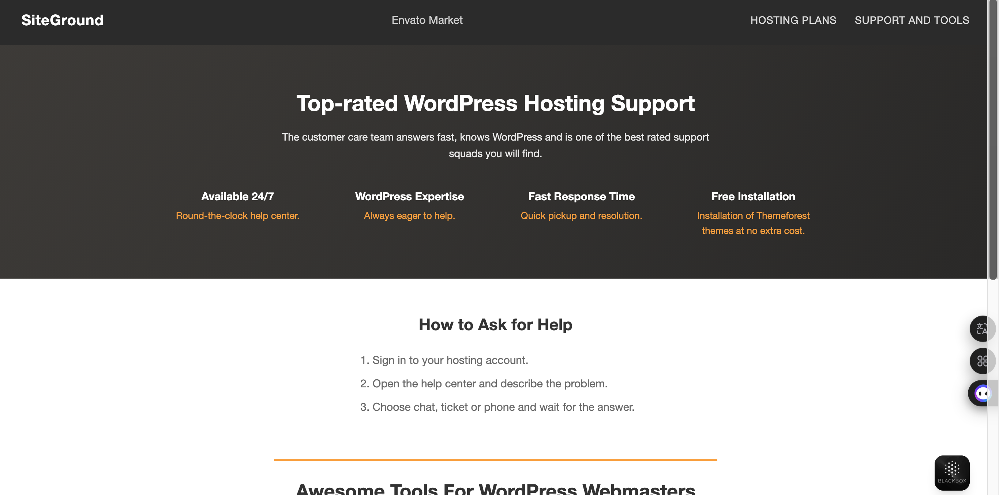 SiteGround
Envato Market
HOSTING PLANS
SUPPORT AND TOOLS
Top-rated WordPress Hosting Support
The customer care team answers fast, knows WordPress and is one of the best rated support
squads you will find.
Available 24/7
Round-the-clock help center.
WordPress Expertise
Always eager to help.
Fast Response Time
Quick pickup and resolution.
Free Installation
Installation of Themeforest
themes at no extra cost.
How to Ask for Help
1. Sign in to your hosting account.
2. Open the help center and describe the problem.
3. Choose chat, ticket or phone and wait for the answer.
Awesome Tools For WordPress Webmasters
BLACKBOX